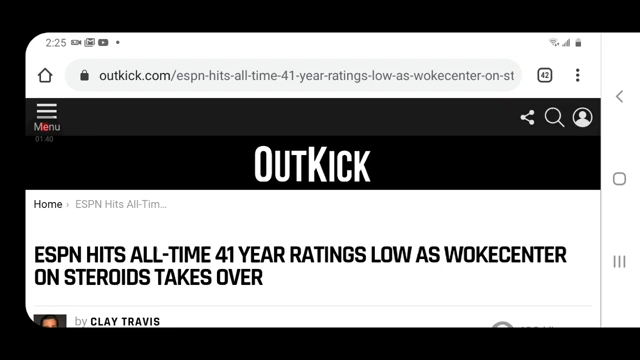 2:25
outkick.com/espn-hits-all-time-41-year-ratings-low-as-wokecenter-on-st
42
Menu
01:40
OUTKICK
Home › ESPN Hits All-Tim...
ESPN HITS ALL-TIME 41 YEAR RATINGS LOW AS WOKECENTER
ON STEROIDS TAKES OVER
by CLAY TRAVIS